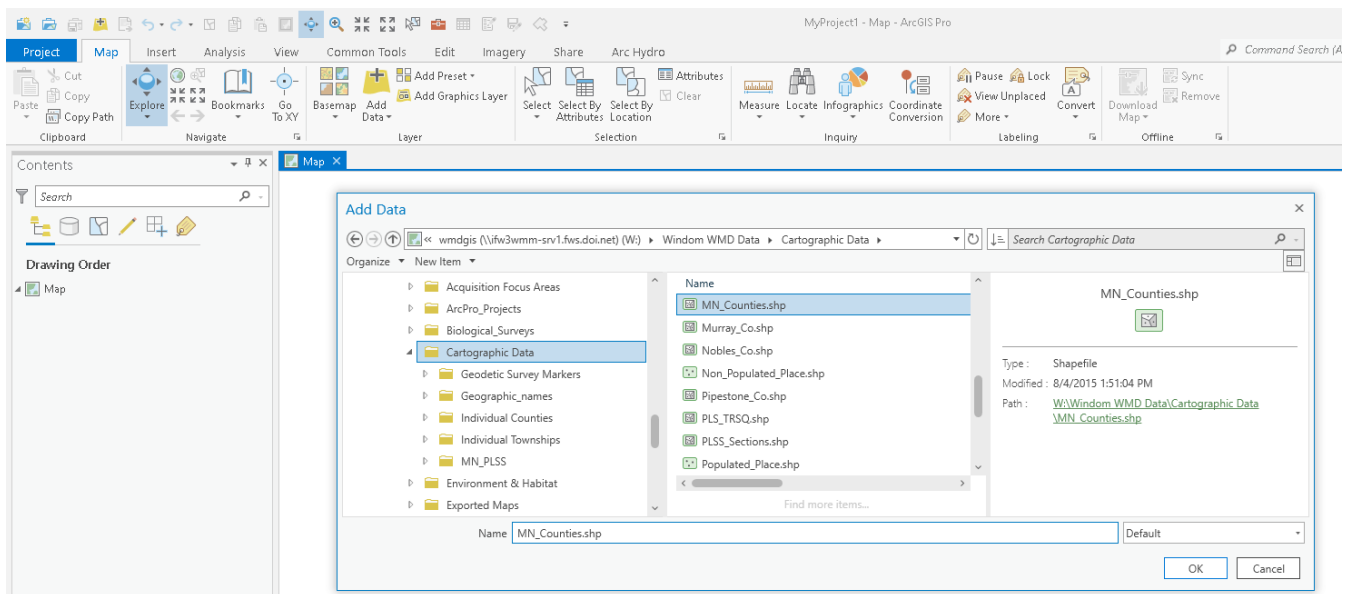 MyProject1 - Map - ArcGIS Pro
Project Map Insert Analysis View Common Tools Edit Imagery Share Arc Hydro
Command Search (A
Paste
Cut
Copy
Copy Path
Clipboard
Explore
Bookmarks
Go To XY
Navigate
Basemap
Add Data
Add Preset
Add Graphics Layer
Layer
Select
Select By Attributes
Select By Location
Attributes
Clear
Selection
Measure
Locate
Infographics
Coordinate Conversion
Inquiry
Pause
Lock
View Unplaced
More
Convert
Labeling
Download Map
Sync
Remove
Offline
Contents
Search
Drawing Order
Map
Map
Add Data
« wmdgis (\\ifw3wmm-srv1.fws.doi.net) (W:) Windom WMD Data Cartographic Data
Search Cartographic Data
Organize New Item
Acquisition Focus Areas
ArcPro_Projects
Biological_Surveys
Cartographic Data
Geodetic Survey Markers
Geographic_names
Individual Counties
Individual Townships
MN_PLSS
Environment & Habitat
Exported Maps
Name
MN_Counties.shp
Murray_Co.shp
Nobles_Co.shp
Non_Populated_Place.shp
Pipestone_Co.shp
PLS_TRSQ.shp
PLSS_Sections.shp
Populated_Place.shp
Find more items...
MN_Counties.shp
Type : Shapefile
Modified : 8/4/2015 1:51:04 PM
Path : W:\Windom WMD Data\Cartographic Data
\MN_Counties.shp
Name MN_Counties.shp
Default
OK Cancel